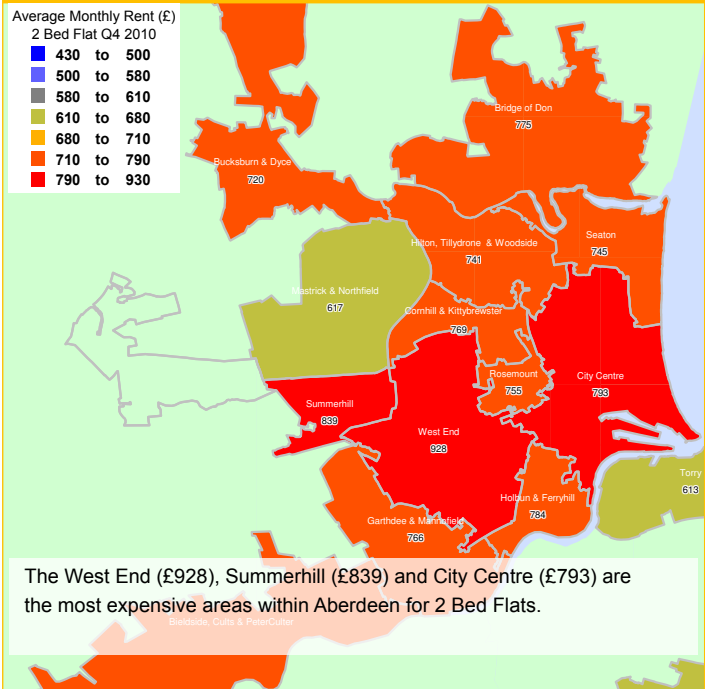 Average Monthly Rent (£)
2 Bed Flat Q4 2010
430 to 500
500 to 580
580 to 610
610 to 680
680 to 710
710 to 790
790 to 930
Bridge of Don
775
Bucksburn & Dyce
720
Seaton
745
Hilton, Tillydrone & Woodside
741
Mastrick & Northfield
617
Cornhill & Kittybrewster
769
Rosemount
755
City Centre
793
Summerhill
839
West End
928
Torry
613
Holbun & Ferryhill
784
Garthdee & Manninfield
766
The West End (£928), Summerhill (£839) and City Centre (£793) are
the most expensive areas within Aberdeen for 2 Bed Flats.
Bieldside, Cults & PeterCulter